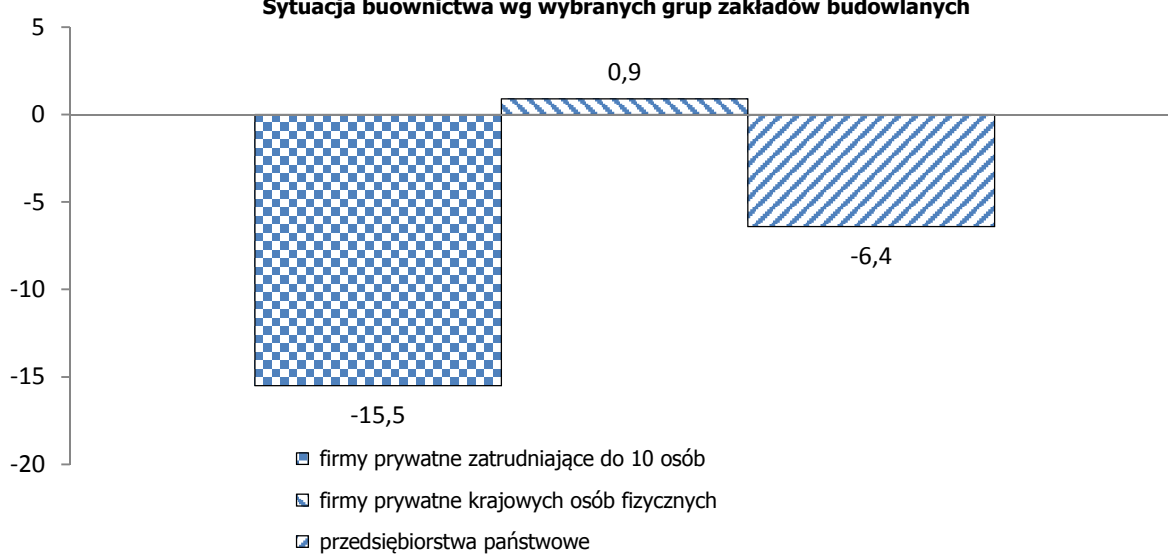 Sytuacja buownictwa wg wybranych grup zakładów budowlanych
5
0,9
0
-5
-6,4
-10
-15
-15,5
-20
firmy prywatne zatrudniające do 10 osób
firmy prywatne krajowych osób fizycznych
przedsiębiorstwa państwowe